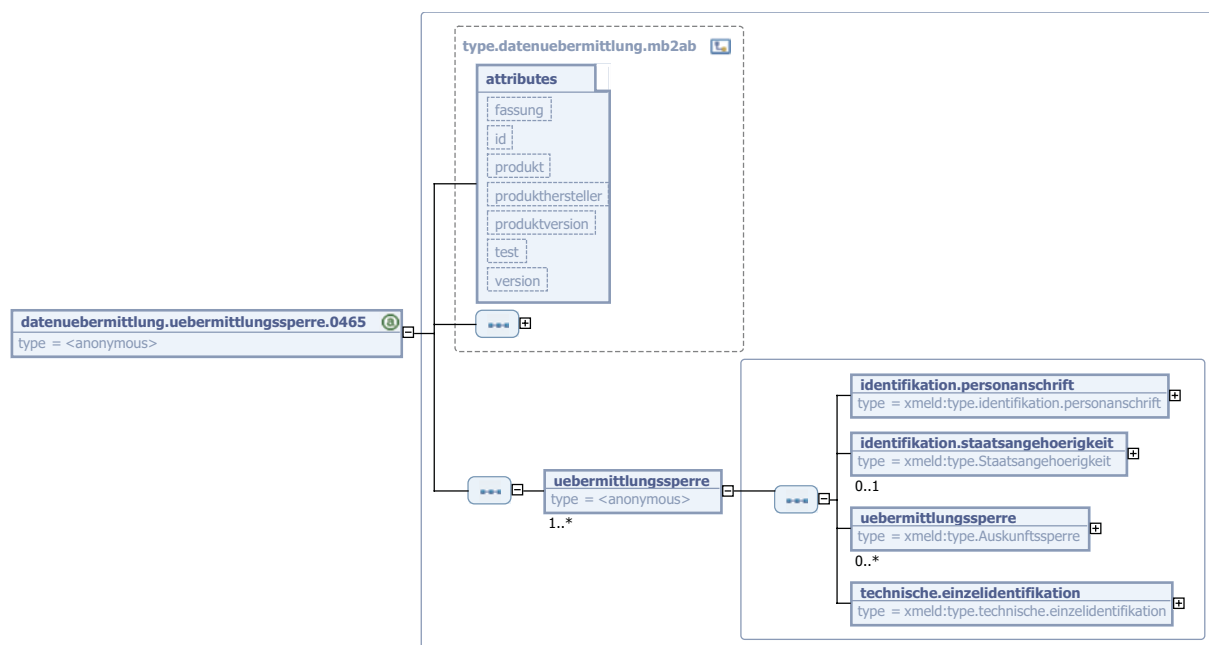 type.datenuebermittlung.mb2ab
attributes
fassung
id
produkt
produkthersteller
produktversion
test
version
datenuebermittlung.uebermittlungssperre.0465
type = <anonymous>
identifikation.personanschrift
type = xmeld:type.identifikation.personanschrift
identifikation.staatsangehoerigkeit
type = xmeld:type.Staatsangehoerigkeit
0..1
uebermittlungssperre
type = <anonymous>
1..*
uebermittlungssperre
type = xmeld:type.Auskunftssperre
0..*
technische.einzelidentifikation
type = xmeld:type.technische.einzelidentifikation